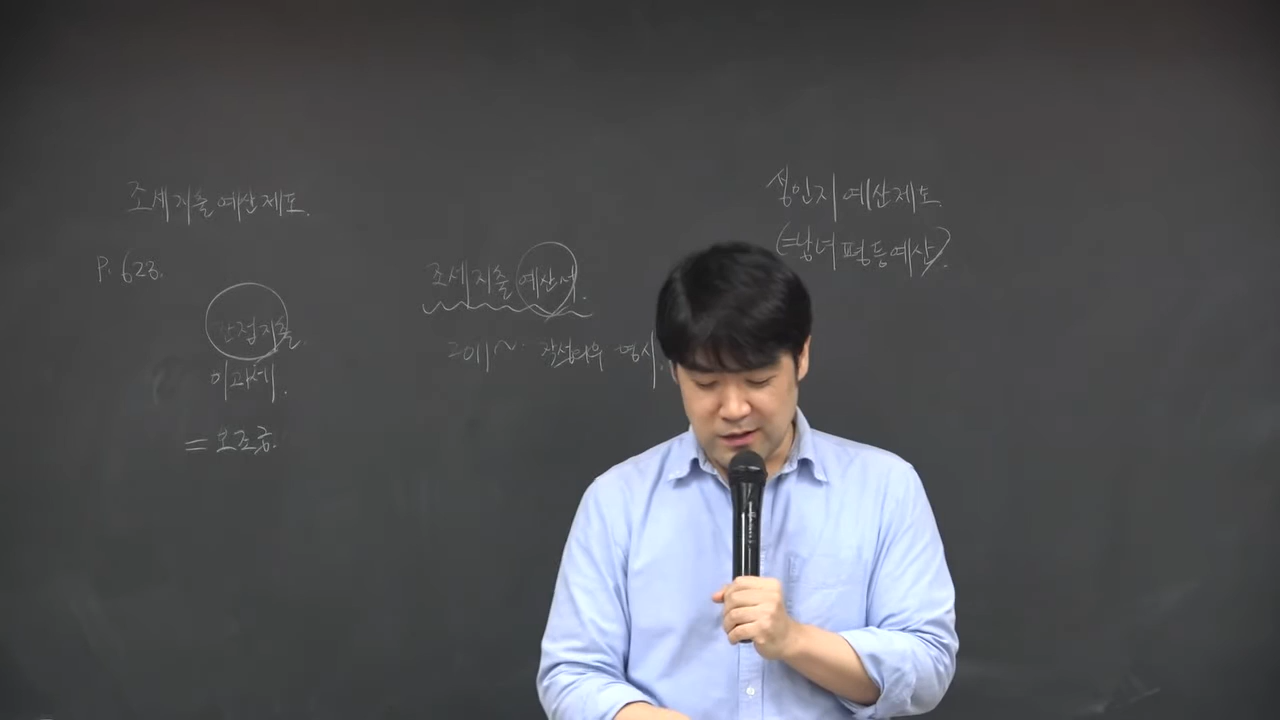 조세지출예산제도.
P. 623.
간접지출.
이과세.
= 보조금.
조세지출예산서.
2011~ 작성의무 명시.
성인지 예산제도.
(=남녀평등예산).